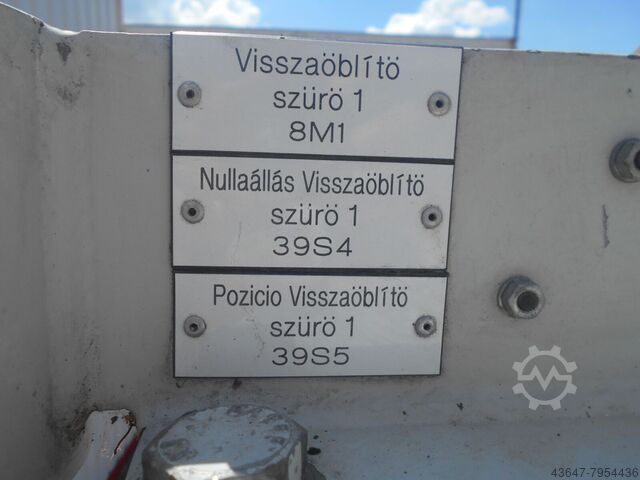 Visszaöblítö
szürö 1
8M1
Nullaállás Visszaöblítö
szürö 1
39S4
Pozicio Visszaöblítö
szürö 1
39S5
43647-7954436